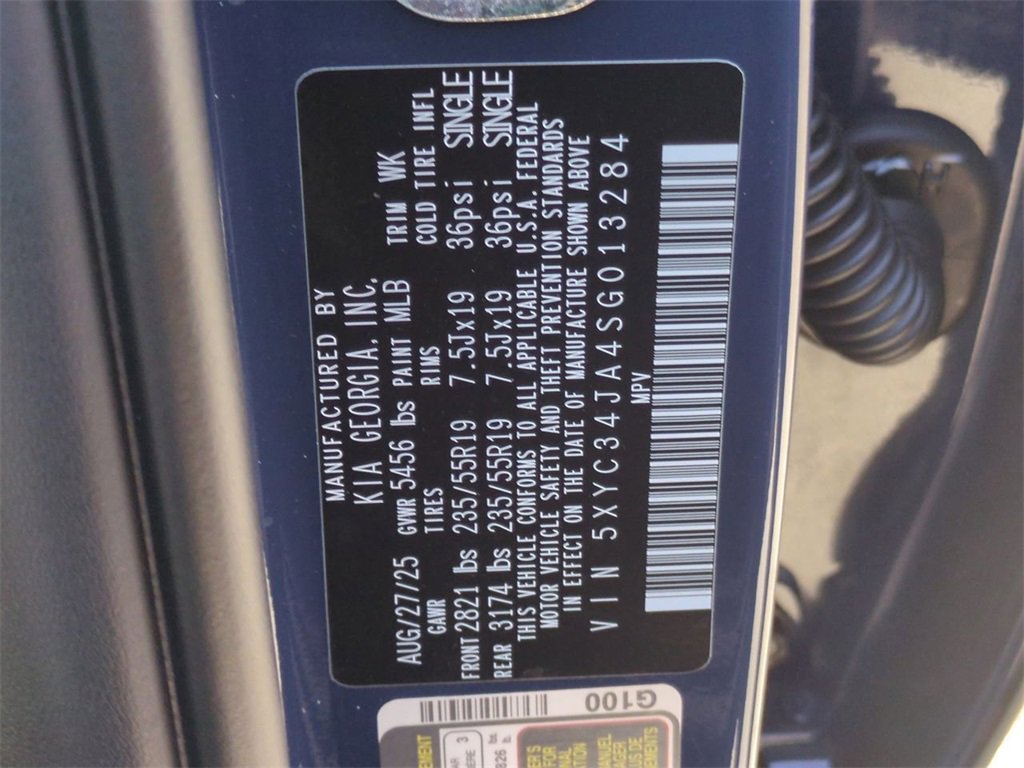 MANUFACTURED BY
KIA GEORGIA, INC.
AUG/27/25 GVWR 5456 lbs PAINT MLB TRIM WK
GAWR TIRES RIMS COLD TIRE INFL
FRONT 2821 lbs 235/55R19 7.5Jx19 36psi SINGLE
REAR 3174 lbs 235/55R19 7.5Jx19 36psi SINGLE
THIS VEHICLE CONFORMS TO ALL APPLICABLE U.S.A. FEDERAL
MOTOR VEHICLE SAFETY AND THEFT PREVENTION STANDARDS
IN EFFECT ON THE DATE OF MANUFACTURE SHOWN ABOVE
VIN 5XYC34JA4SG013284
MPV
G100